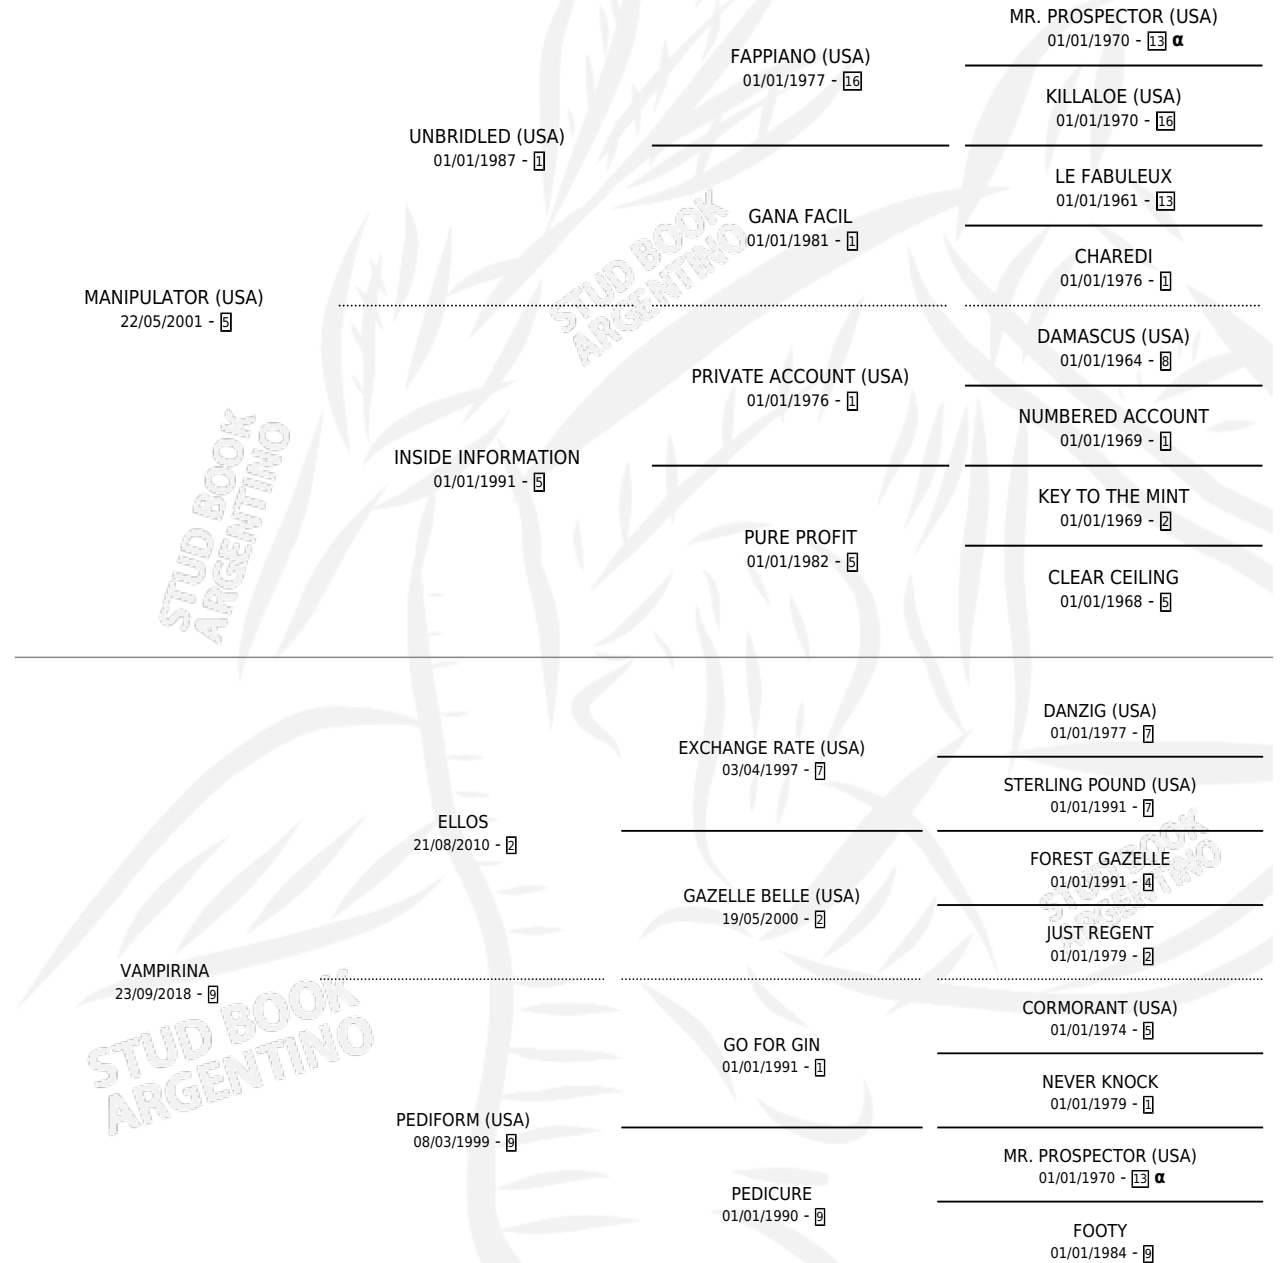 MR. PROSPECTOR (USA)
01/01/1970 - 13 α
FAPPIANO (USA)
01/01/1977 - 16
KILLALOE (USA)
01/01/1970 - 16
UNBRIDLED (USA)
01/01/1987 - 1
LE FABULEUX
01/01/1961 - 13
GANA FACIL
01/01/1981 - 1
CHAREDI
01/01/1976 - 1
MANIPULATOR (USA)
22/05/2001 - 5
DAMASCUS (USA)
01/01/1964 - 8
PRIVATE ACCOUNT (USA)
01/01/1976 - 1
NUMBERED ACCOUNT
01/01/1969 - 1
INSIDE INFORMATION
01/01/1991 - 5
KEY TO THE MINT
01/01/1969 - 2
PURE PROFIT
01/01/1982 - 5
CLEAR CEILING
01/01/1968 - 5
DANZIG (USA)
01/01/1977 - 7
EXCHANGE RATE (USA)
03/04/1997 - 7
STERLING POUND (USA)
01/01/1991 - 7
ELLOS
21/08/2010 - 2
FOREST GAZELLE
01/01/1991 - 4
GAZELLE BELLE (USA)
19/05/2000 - 2
JUST REGENT
01/01/1979 - 2
VAMPIRINA
23/09/2018 - 9
CORMORANT (USA)
01/01/1974 - 5
GO FOR GIN
01/01/1991 - 1
NEVER KNOCK
01/01/1979 - 1
PEDIFORM (USA)
08/03/1999 - 9
MR. PROSPECTOR (USA)
01/01/1970 - 13 α
PEDICURE
01/01/1990 - 9
FOOTY
01/01/1984 - 9
STUD BOOK
ARGENTINO
STUD BOOK
ARGENTINO
STUD BOOK
ARGENTINO
STUD BOOK
ARGENTINO